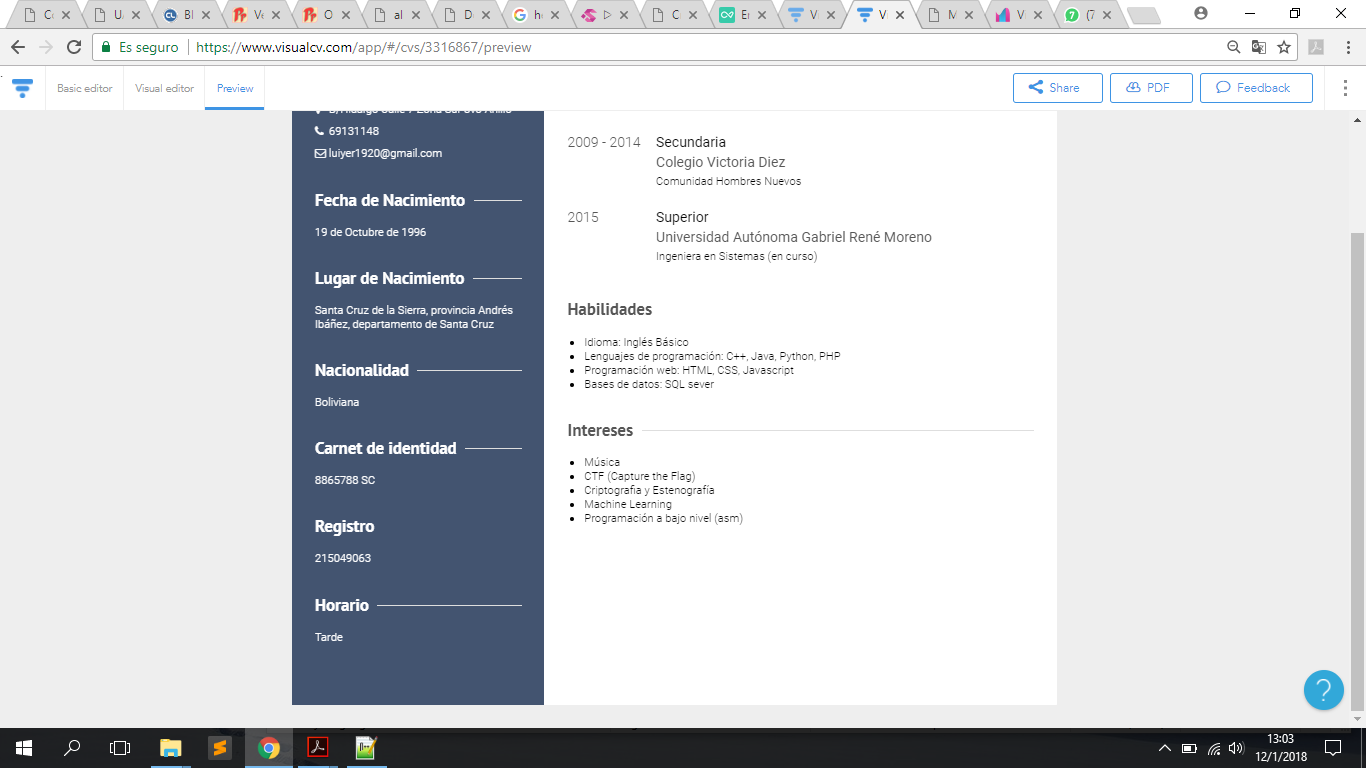 C
U
Bl
Ve
O
al
D
he
C
Er
V
V
M
V
(7
Es seguro
https://www.visualcv.com/app/#/cvs/3316867/preview
Basic editor
Visual editor
Preview
Share
PDF
Feedback
69131148
luiyer1920@gmail.com
Fecha de Nacimiento
19 de Octubre de 1996
Lugar de Nacimiento
Santa Cruz de la Sierra, provincia Andrés
Ibáñez, departamento de Santa Cruz
Nacionalidad
Boliviana
Carnet de identidad
8865788 SC
Registro
215049063
Horario
Tarde
2009 - 2014
Secundaria
Colegio Victoria Diez
Comunidad Hombres Nuevos
2015
Superior
Universidad Autónoma Gabriel René Moreno
Ingeniera en Sistemas (en curso)
Habilidades
Idioma: Inglés Básico
Lenguajes de programación: C++, Java, Python, PHP
Programación web: HTML, CSS, Javascript
Bases de datos: SQL sever
Intereses
Música
CTF (Capture the Flag)
Criptografia y Estenografía
Machine Learning
Programación a bajo nivel (asm)
?
13:03
12/1/2018